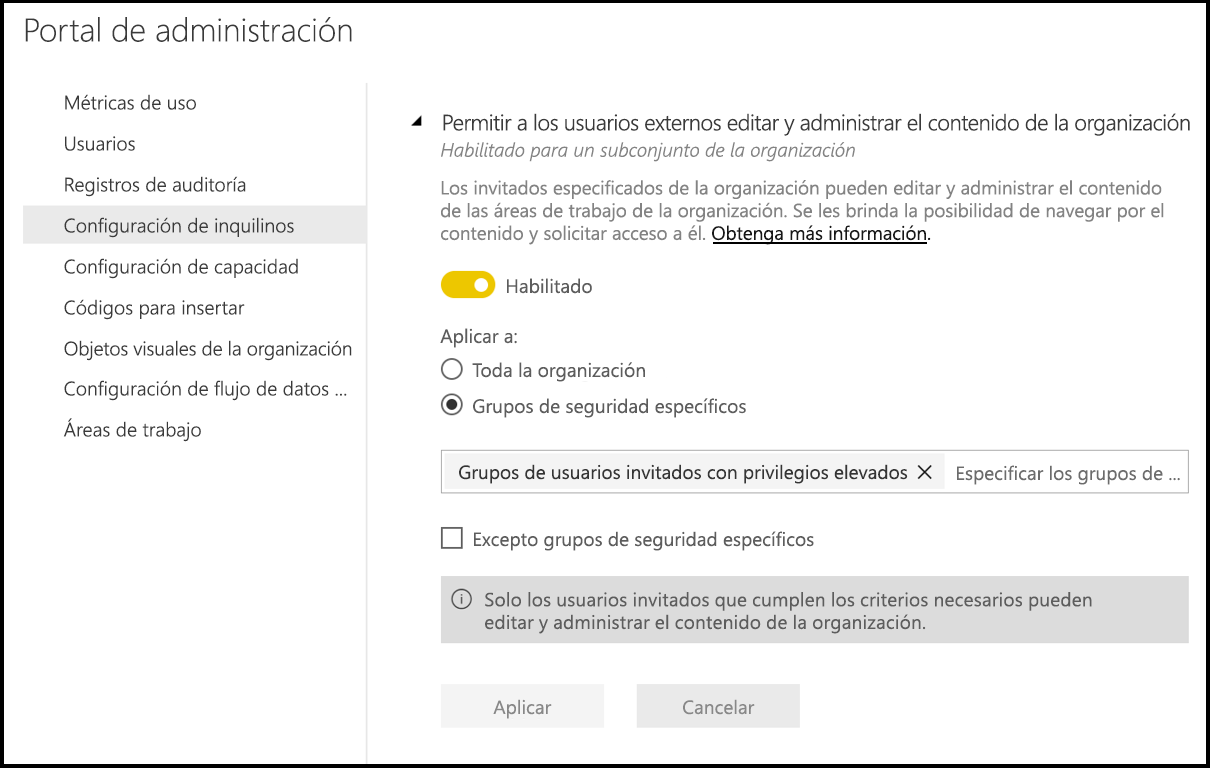 Portal de administración
Métricas de uso
Usuarios
Registros de auditoría
Configuración de inquilinos
Configuración de capacidad
Códigos para insertar
Objetos visuales de la organización
Configuración de flujo de datos ...
Áreas de trabajo
Permitir a los usuarios externos editar y administrar el contenido de la organización
Habilitado para un subconjunto de la organización
Los invitados especificados de la organización pueden editar y administrar el contenido
de las áreas de trabajo de la organización. Se les brinda la posibilidad de navegar por el
contenido y solicitar acceso a él. Obtenga más información.
Habilitado
Aplicar a:
Toda la organización
Grupos de seguridad específicos
Grupos de usuarios invitados con privilegios elevados Especificar los grupos de ...
Excepto grupos de seguridad específicos
Solo los usuarios invitados que cumplen los criterios necesarios pueden
editar y administrar el contenido de la organización.
Aplicar Cancelar